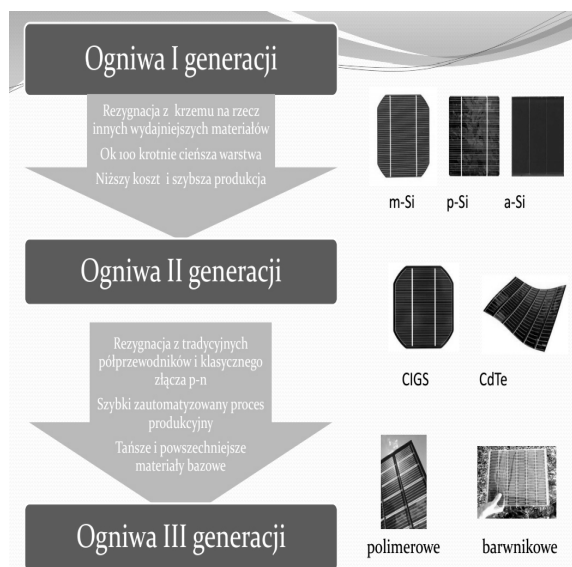 Ogniwa I generacji
Rezygnacja z krzemu na rzecz
innych wydajniejszych materiałów
Ok 100 krotnie cieńsza warstwa
Niższy koszt i szybsza produkcja
m-Si
p-Si
a-Si
Ogniwa II generacji
Rezygnacja z tradycyjnych
półprzewodników i klasycznego
złącza p-n
Szybki zautomatyzowany proces
produkcyjny
Tańsze i powszechniejsze
materiały bazowe
CIGS
CdTe
Ogniwa III generacji
polimerowe
barwnikowe